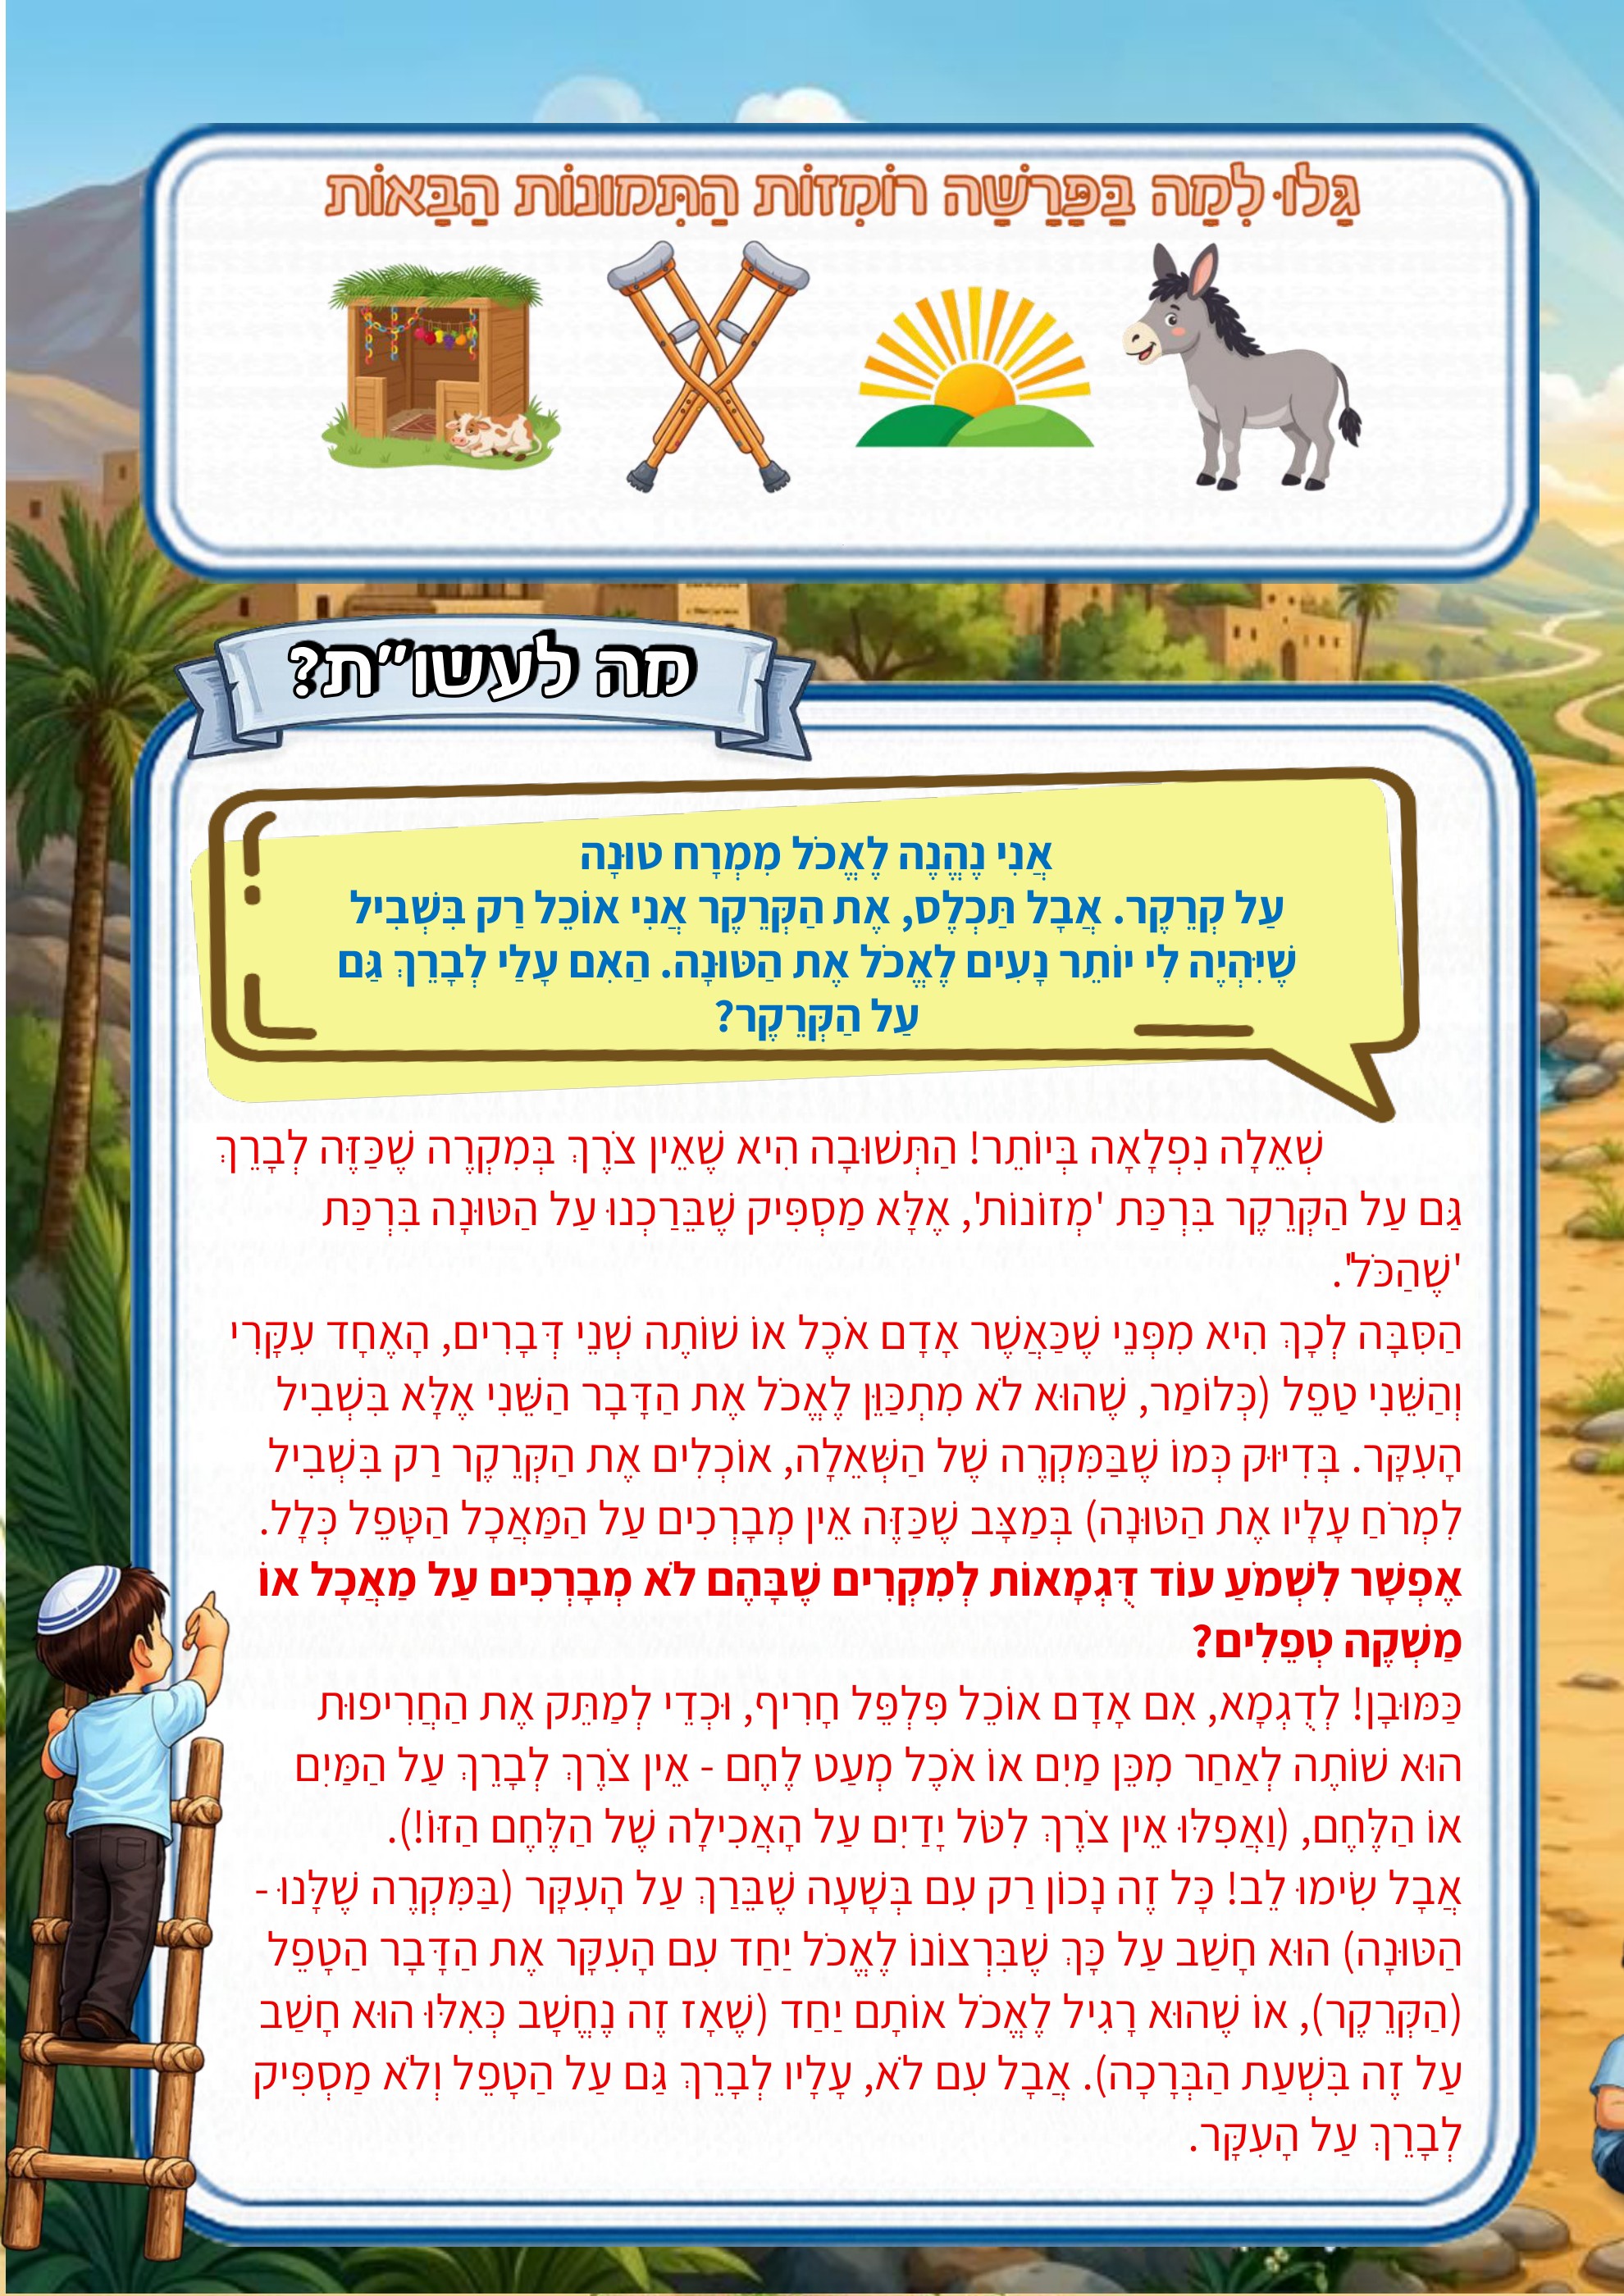 גַּלּוּ לְמַה בַּפָּרָשָׁה רוֹמְזוֹת הַתְּמוּנוֹת הַבָּאוֹת
מה לעשו״ת?
אֲנִי נֶהֱנֶה לֶאֱכֹל מִמְרָח טוּנָה
עַל קְרֵקֶר. אֲבָל תַּכְלֶס, אֶת הַקְּרֵקֶר אֲנִי אוֹכֵל רַק בִּשְׁבִיל
שֶׁיִּהְיֶה לִי יוֹתֵר נָעִים לֶאֱכֹל אֶת הַטּוּנָה. הַאִם עָלַי לְבָרֵךְ גַּם
עַל הַקְּרֵקֶר?
שְׁאֵלָה נִפְלָאָה בְּיוֹתֵר! הַתְּשׁוּבָה הִיא שֶׁאֵין צֹרֶךְ בְּמִקְרֶה שֶׁכַּזֶּה לְבָרֵךְ
גַּם עַל הַקְּרֵקֶר בִּרְכַּת 'מְזוֹנוֹת', אֶלָּא מַסְפִּיק שֶׁבֵּרַכְנוּ עַל הַטּוּנָה בִּרְכַּת
'שֶׁהַכֹּל'.
הַסִּבָּה לְכָךְ הִיא מִפְּנֵי שֶׁכַּאֲשֶׁר אָדָם אֹכֶל אוֹ שׁוֹתֶה שְׁנֵי דְּבָרִים, הָאֶחָד עִקָּרִי
וְהַשֵּׁנִי טַפֵל (כְּלוֹמַר, שֶׁהוּא לֹא מִתְכַּוֵּן לֶאֱכֹל אֶת הַדָּבָר הַשֵּׁנִי אֶלָּא בִּשְׁבִיל
הָעִקָּר. בְּדִיּוּק כְּמוֹ שֶׁבַּמִּקְרֶה שֶׁל הַשְּׁאֵלָה, אוֹכְלִים אֶת הַקְּרֵקֶר רַק בִּשְׁבִיל
לִמְרֹחַ עָלָיו אֶת הַטּוּנָה) בְּמַצָּב שֶׁכַּזֶּה אֵין מְבָרְכִים עַל הַמַּאֲכָל הַטָּפֵל כְּלָל.
אֶפְשָׁר לִשְׁמֹעַ עוֹד דֻּגְמָאוֹת לְמִקְרִים שֶׁבָּהֶם לֹא מְבָרְכִים עַל מַאֲכָל אוֹ
מַשְׁקֶה טְפֵלִים?
כַּמּוּבָן! לְדֻגְמָא, אִם אָדָם אוֹכֵל פִּלְפֵּל חָרִיף, וּכְדֵי לְמַתֵּק אֶת הַחֲרִיפוּת
הוּא שׁוֹתֶה לְאַחַר מִכֵּן מַיִם אוֹ אֹכֶל מְעַט לֶחֶם - אֵין צֹרֶךְ לְבָרֵךְ עַל הַמַּיִם
אוֹ הַלֶּחֶם, (וַאֲפִלּוּ אֵין צֹרֶךְ לִטֹּל יָדַיִם עַל הָאֲכִילָה שֶׁל הַלֶּחֶם הַזּוֹ!).
אֲבָל שִׂימוּ לֵב! כָּל זֶה נָכוֹן רַק עִם בְּשָׁעָה שֶׁבֵּרַךְ עַל הָעִקָּר (בַּמִּקְרֶה שֶׁלָּנוּ -
הַטּוּנָה) הוּא חָשַׁב עַל כָּךְ שֶׁבִּרְצוֹנוֹ לֶאֱכֹל יַחַד עִם הָעִקָּר אֶת הַדָּבָר הַטָפֵל
(הַקְּרֵקֶר), אוֹ שֶׁהוּא רָגִיל לֶאֱכֹל אוֹתָם יַחַד (שֶׁאָז זֶה נֶחֱשָׁב כְּאִלּוּ הוּא חָשַׁב
עַל זֶה בִּשְׁעַת הַבְּרָכָה). אֲבָל עִם לֹא, עָלָיו לְבָרֵךְ גַּם עַל הַטָפֵל וְלֹא מַסְפִּיק
לְבָרֵךְ עַל הָעִקָּר.